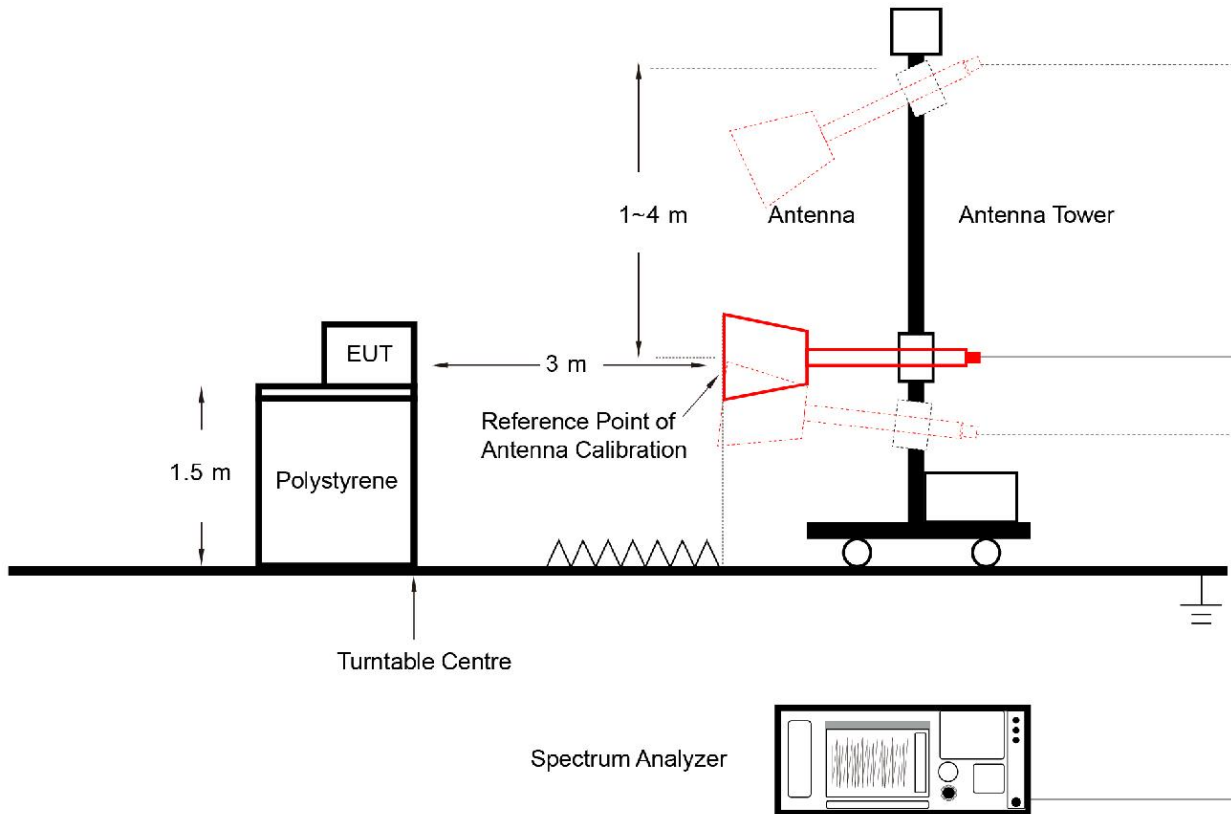 1~4 m
Antenna
Antenna Tower
EUT
3 m
Reference Point of
Antenna Calibration
1.5 m
Polystyrene
Turntable Centre
Spectrum Analyzer